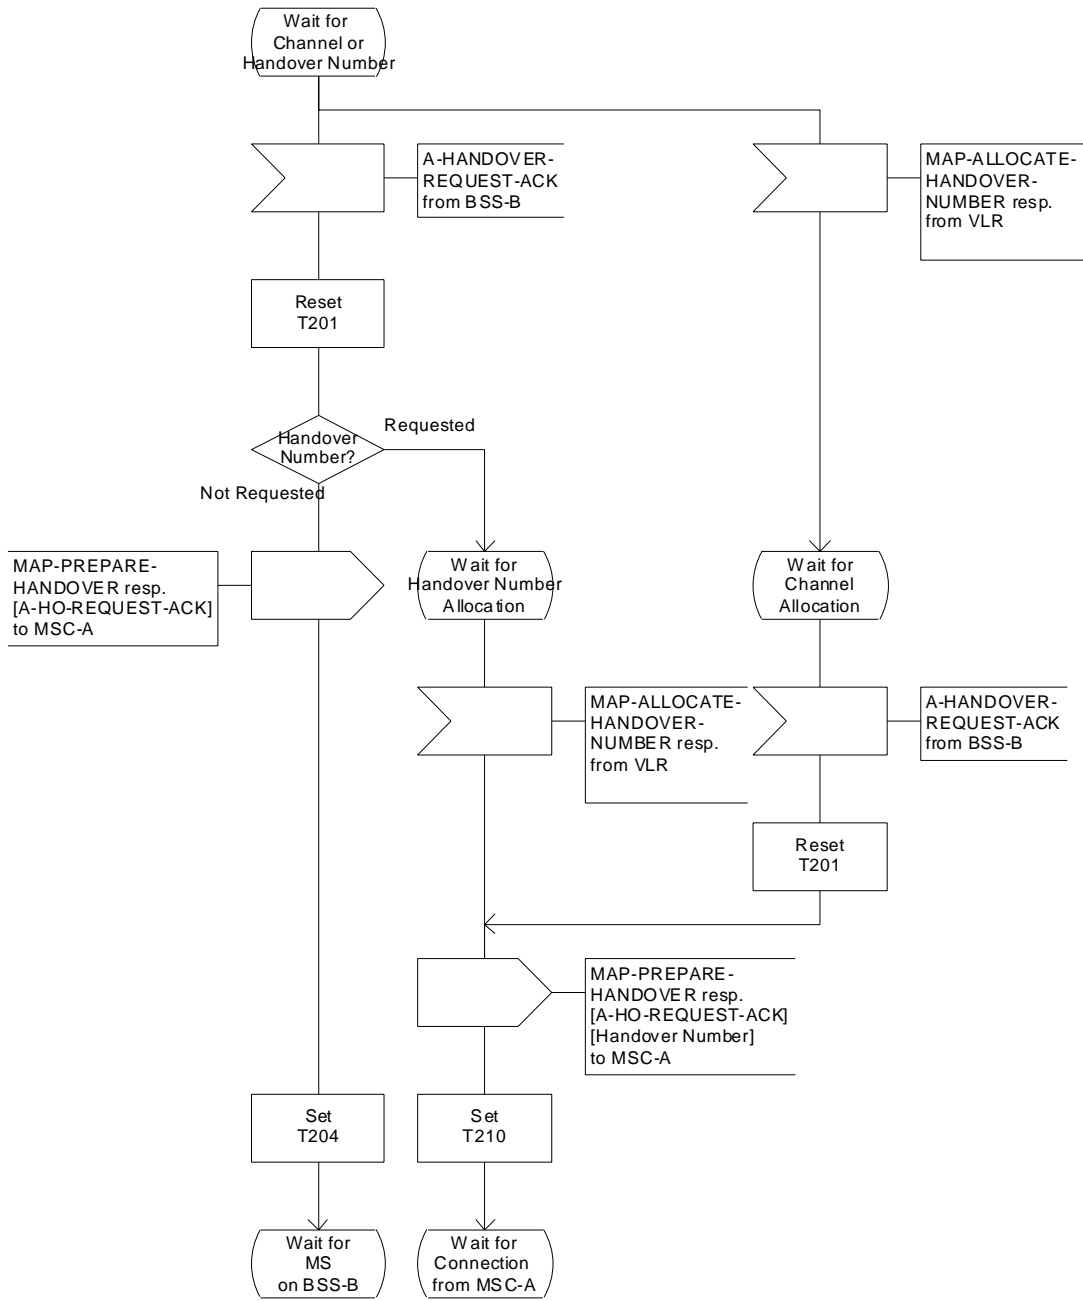 Wait for
Channel or
Handover Number
A-HANDOVER-
REQUEST-ACK
from BSS-B
MAP-ALLOCATE-
HANDOVER-
NUMBER resp.
from VLR
Reset
T201
Handover
Number?
Requested
Not Requested
MAP-PREPARE-
HANDOVER resp.
[A-HO-REQUEST-ACK]
to MSC-A
Wait for
Handover Number
Allocation
Wait for
Channel
Allocation
MAP-ALLOCATE-
HANDOVER-
NUMBER resp.
from VLR
A-HANDOVER-
REQUEST-ACK
from BSS-B
Reset
T201
MAP-PREPARE-
HANDOVER resp.
[A-HO-REQUEST-ACK]
[Handover Number]
to MSC-A
Set
T204
Set
T210
Wait for
MS
on BSS-B
Wait for
Connection
from MSC-A